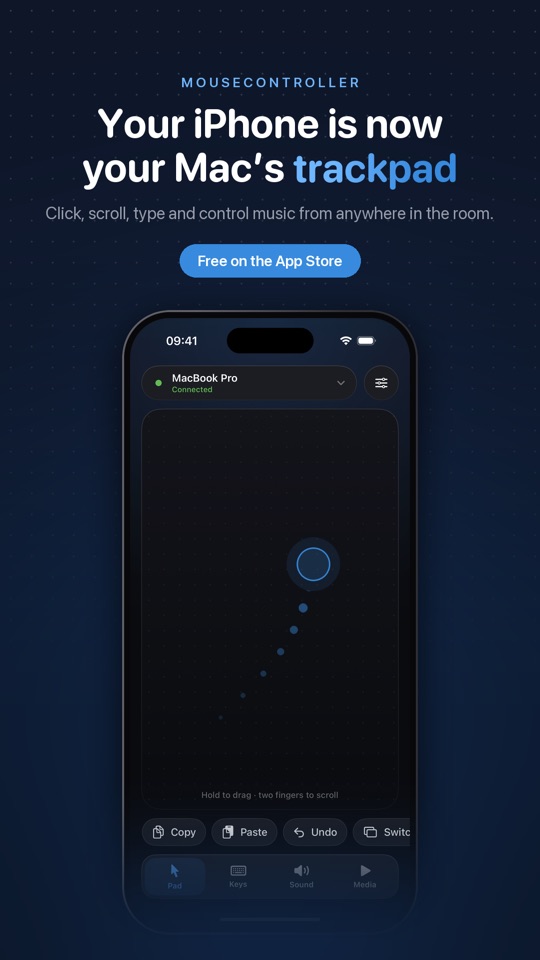 MOUSECONTROLLER
Your iPhone is now
your Mac's trackpad
Click, scroll, type and control music from anywhere in the room.
Free on the App Store
09:41
MacBook Pro
Connected
Hold to drag · two fingers to scroll
Copy Paste Undo Switc
Pad Keys Sound Media